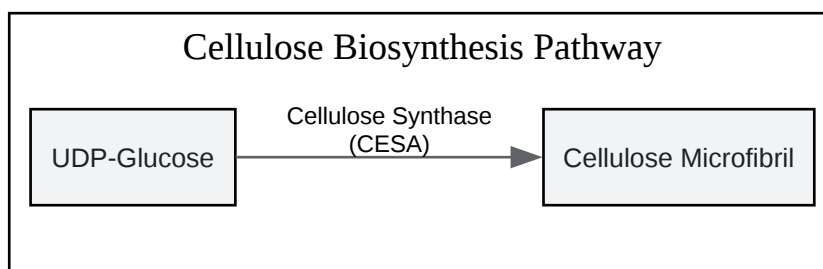 Cellulose Biosynthesis Pathway
Cellulose Synthase
(CESA)
UDP-Glucose
Cellulose Microfibril